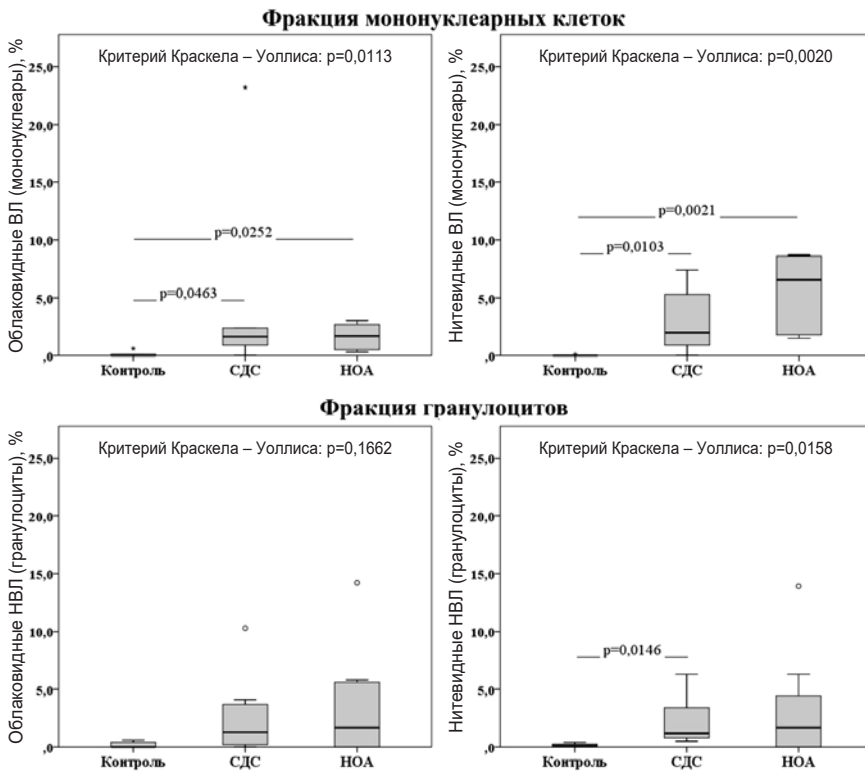 Фракция мононуклеарных клеток
Облаковидные ВЛ (мононуклеары), %
Критерий Краскела – Уоллиса: p=0,0113
25,0
20,0
15,0
10,0
5,0
,0
*
p=0,0252
p=0,0463
*
Контроль СДС НОА
Нитевидные ВЛ (мононуклеары), %
Критерий Краскела – Уоллиса: p=0,0020
25,0
20,0
15,0
10,0
5,0
,0
p=0,0021
p=0,0103
*
Контроль СДС НОА
Фракция гранулоцитов
Облаковидные НВЛ (гранулоциты), %
Критерий Краскела – Уоллиса: p=0,1662
25,0
20,0
15,0
10,0
5,0
,0
Контроль СДС НОА
Нитевидные НВЛ (гранулоциты), %
Критерий Краскела – Уоллиса: p=0,0158
25,0
20,0
15,0
10,0
5,0
,0
p=0,0146
Контроль СДС НОА